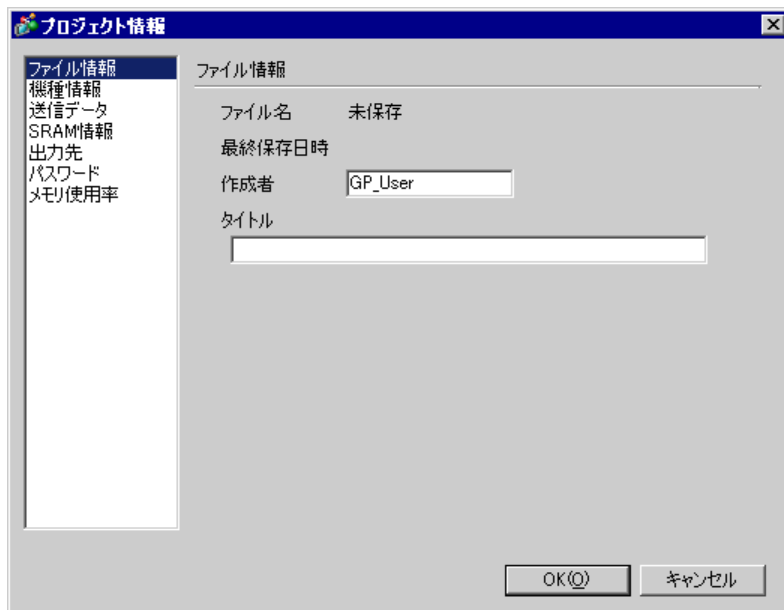 プロジェクト情報
ファイル情報
機種情報
送信データ
SRAM情報
出力先
パスワード
メモリ使用率
ファイル情報
ファイル名 未保存
最終保存日時
作成者 GP_User
タイトル
OK(O) キャンセル